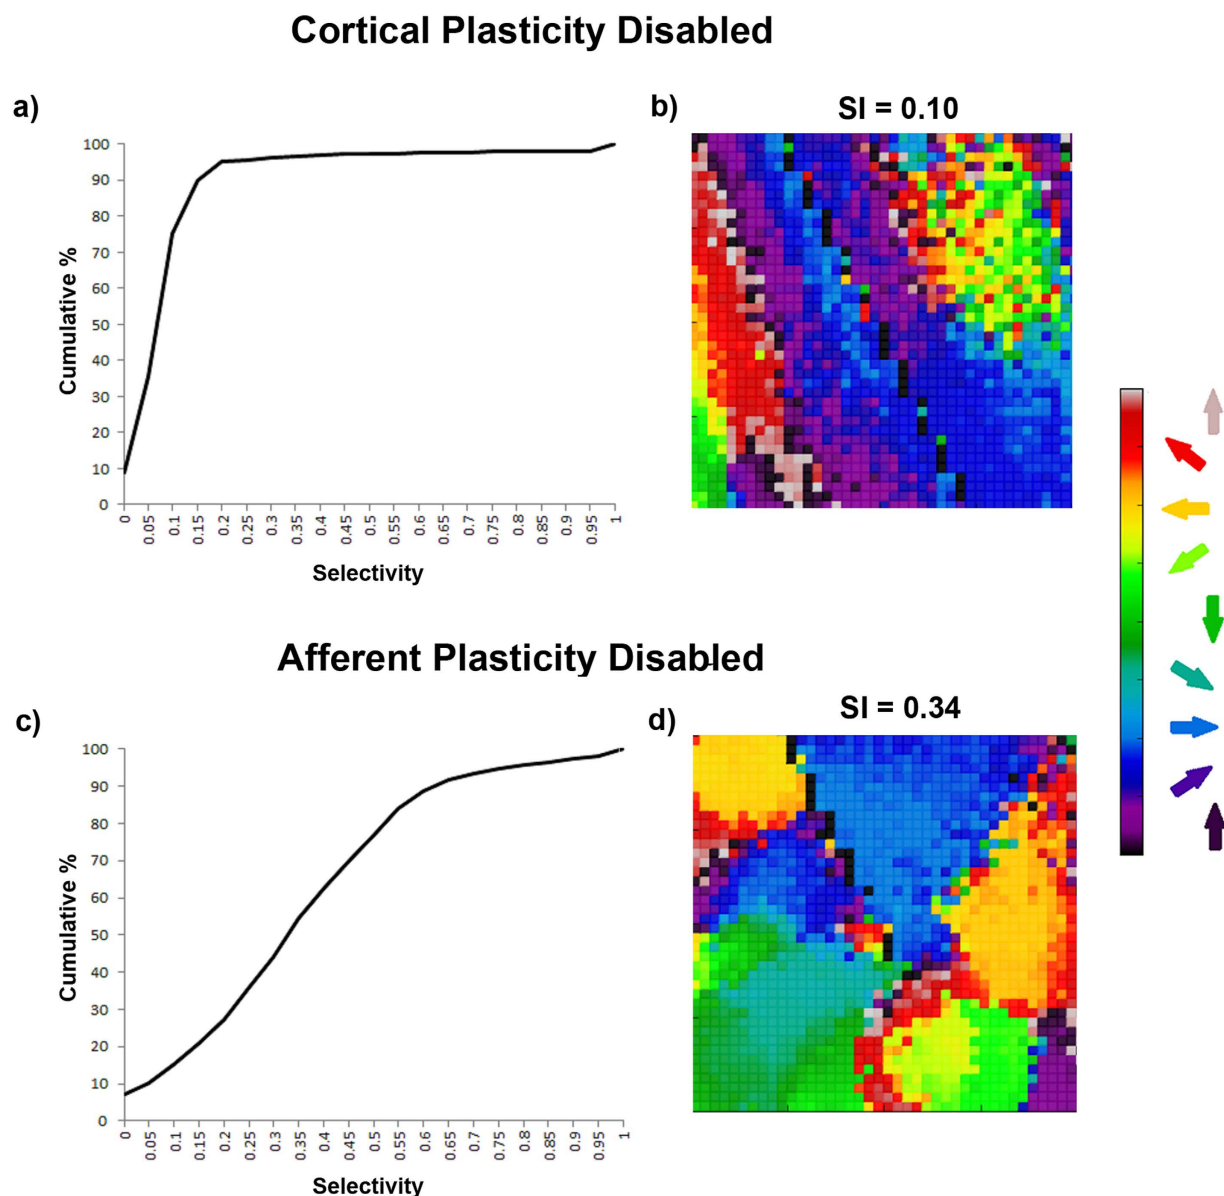 Cortical Plasticity Disabled
a)
100
90
80
70
60
50
40
30
20
10
0
Cumulative %
0 0.05 0.1 0.15 0.2 0.25 0.3 0.35 0.4 0.45 0.5 0.55 0.6 0.65 0.7 0.75 0.8 0.85 0.9 0.95 1
Selectivity
b)
SI = 0.10
Afferent Plasticity Disabled
c)
100
90
80
70
60
50
40
30
20
10
0
Cumulative %
0 0.05 0.1 0.15 0.2 0.25 0.3 0.35 0.4 0.45 0.5 0.55 0.6 0.65 0.7 0.75 0.8 0.85 0.9 0.95 1
Selectivity
d)
SI = 0.34